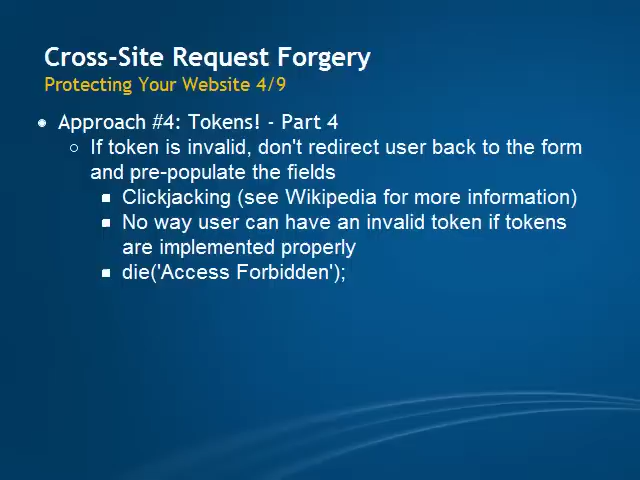 Cross-Site Request Forgery
Protecting Your Website 4/9
Approach #4: Tokens! - Part 4
If token is invalid, don't redirect user back to the form
and pre-populate the fields
Clickjacking (see Wikipedia for more information)
No way user can have an invalid token if tokens
are implemented properly
die('Access Forbidden');